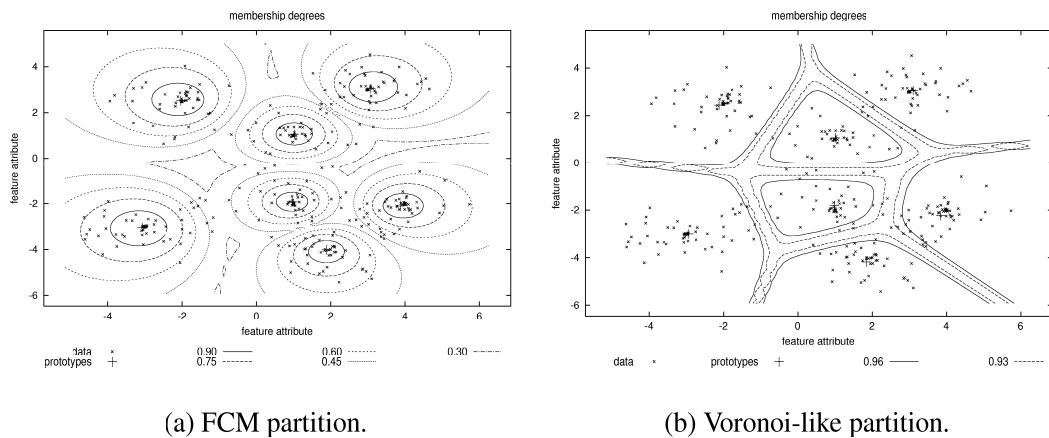 membership degrees
feature attribute
4
2
0
-2
-4
-6
-4 -2 0 2 4 6
feature attribute
data 0.90 0.60 0.30
prototypes 0.75 0.45
(a) FCM partition.
membership degrees
feature attribute
4
2
0
-2
-4
-6
-4 -2 0 2 4 6
feature attribute
data prototypes 0.96 0.93
(b) Voronoi-like partition.